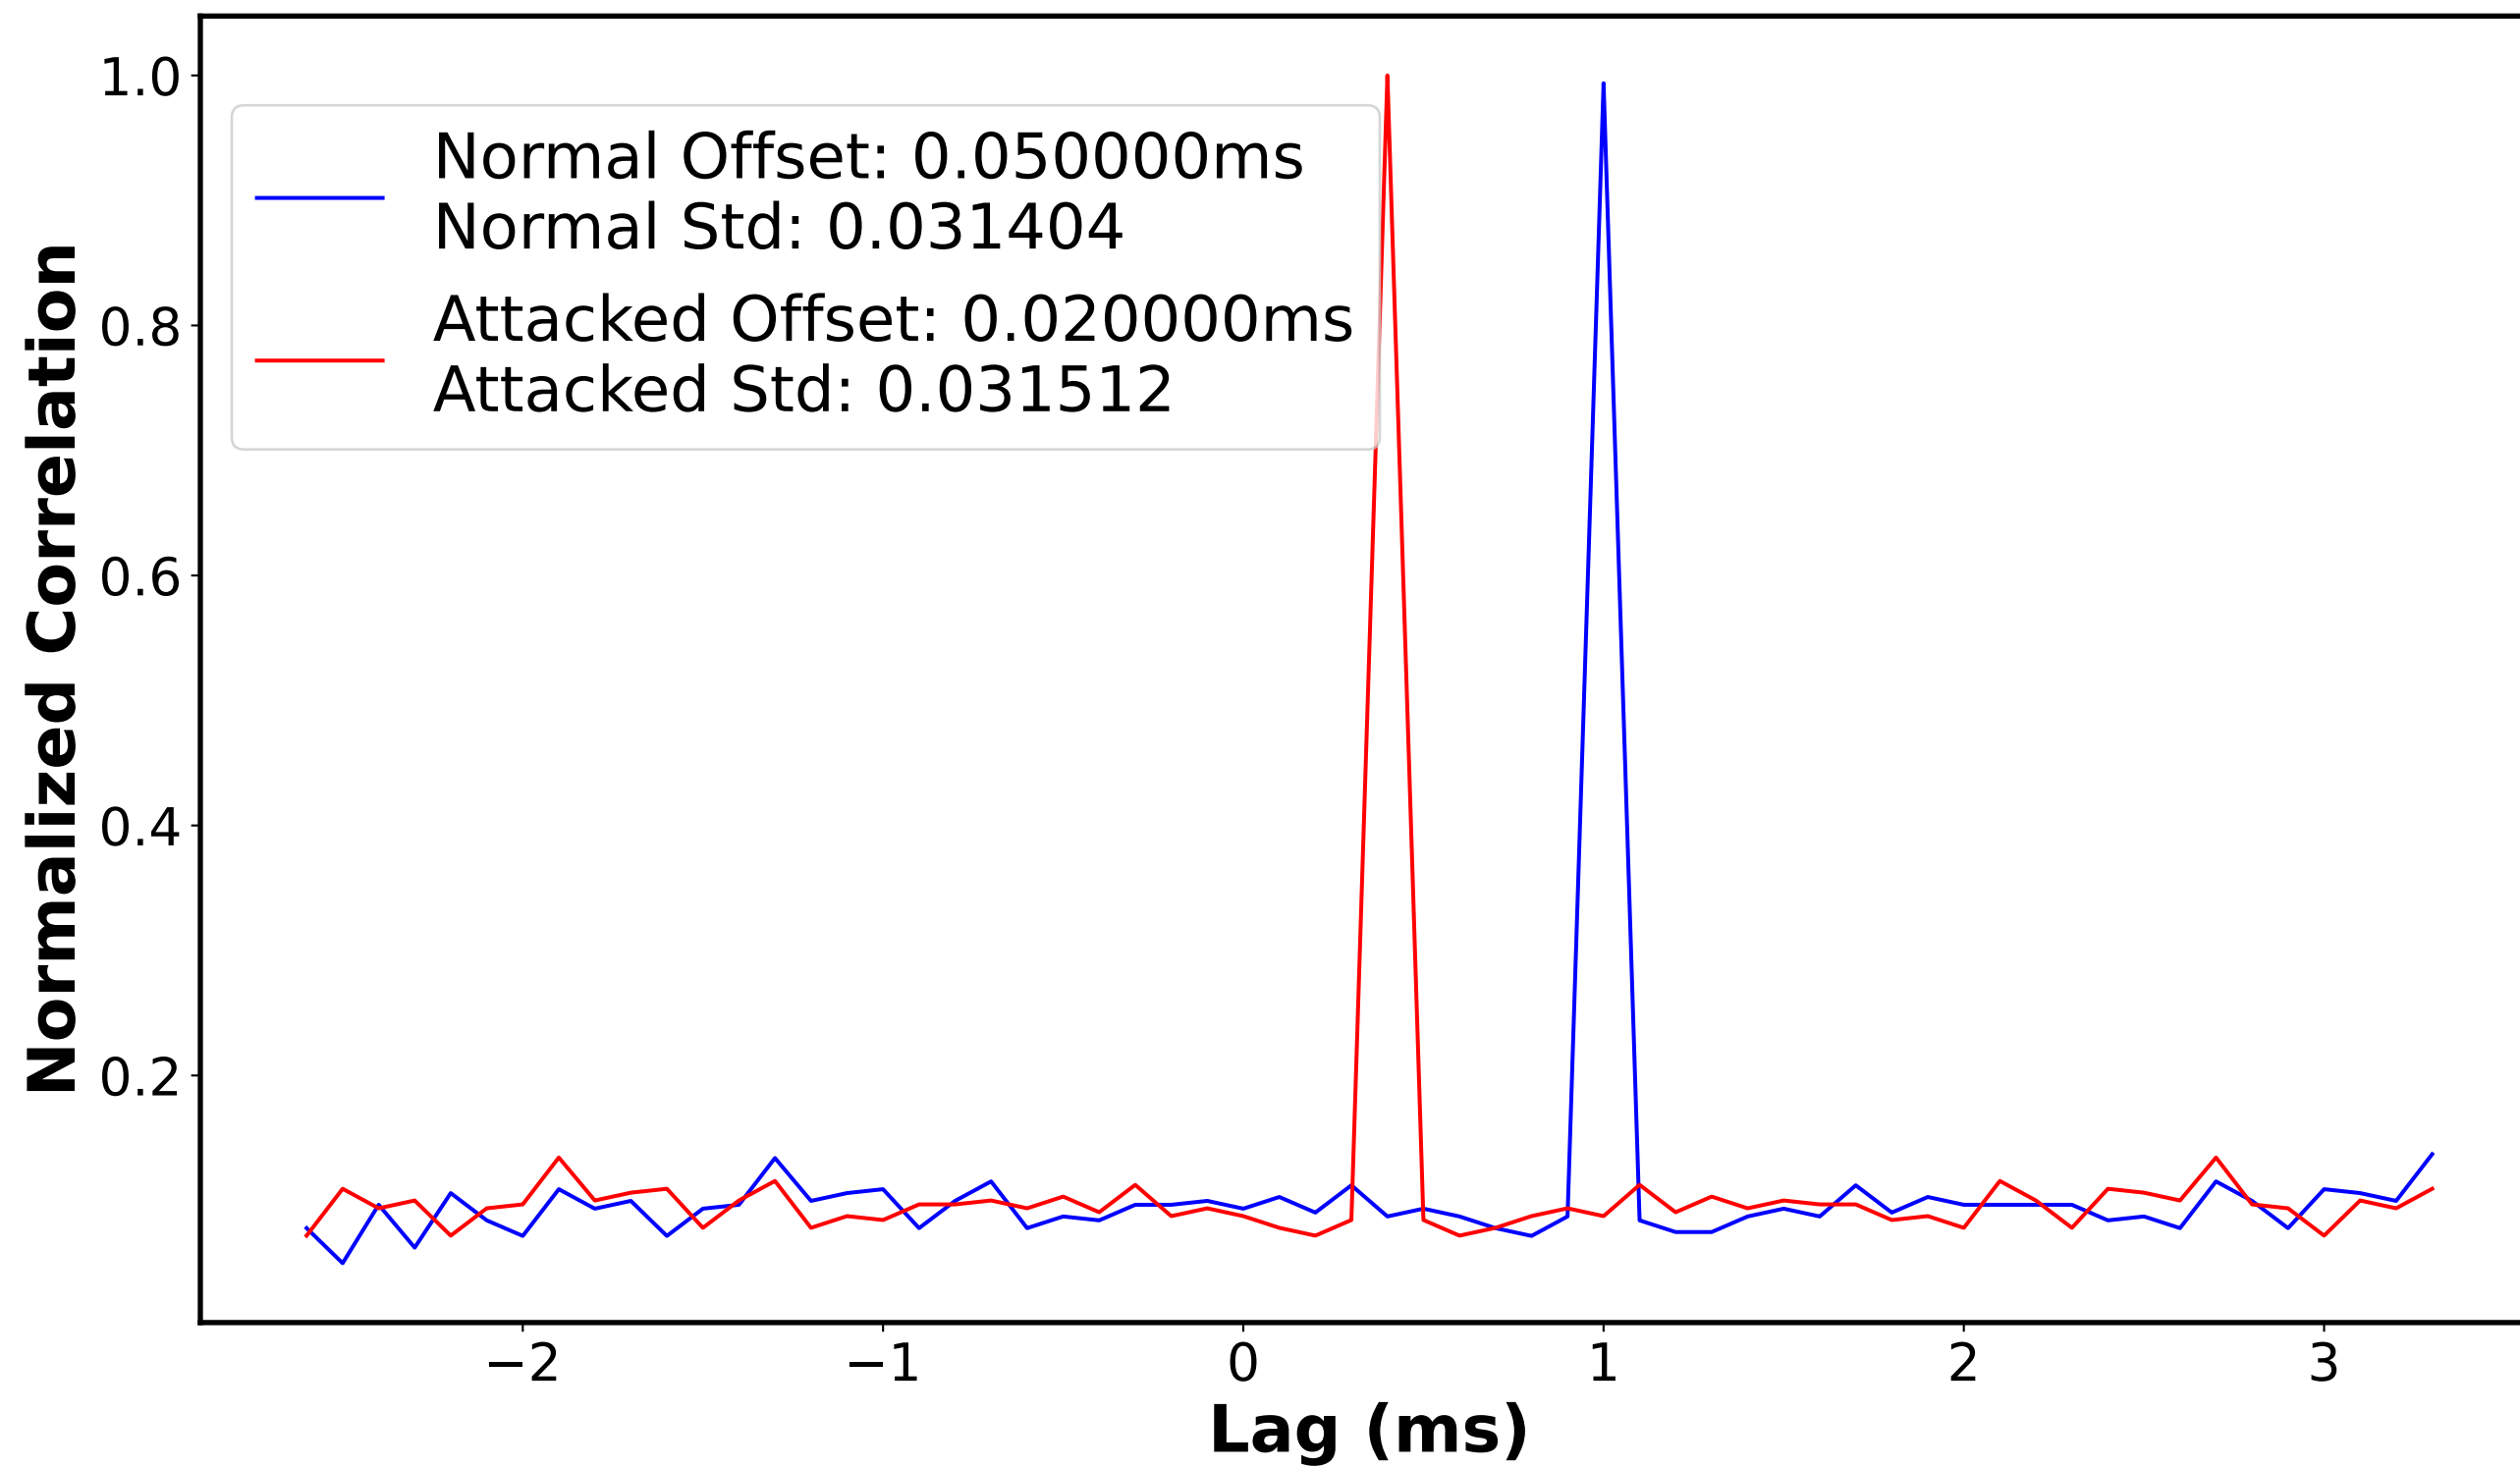 1.0
0.8
0.6
0.4
0.2
Normalized Correlation
Normal Offset: 0.050000ms
Normal Std: 0.031404
Attacked Offset: 0.020000ms
Attacked Std: 0.031512
−2
−1
0
1
2
3
Lag (ms)